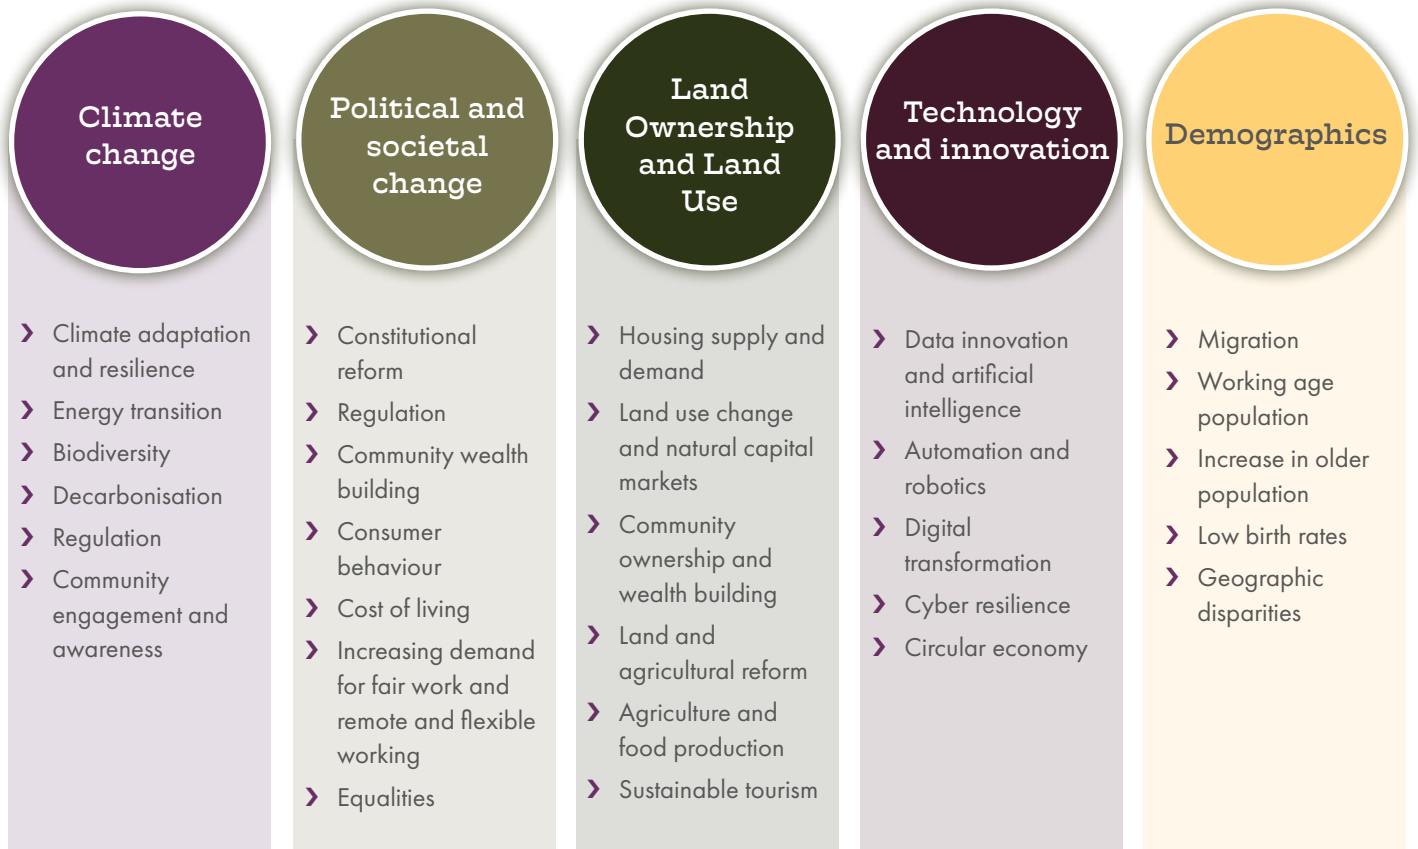 Climate
change
Climate adaptation
and resilience
Energy transition
Biodiversity
Decarbonisation
Regulation
Community
engagement and
awareness
Political and
societal
change
Constitutional
reform
Regulation
Community wealth
building
Consumer
behaviour
Cost of living
Increasing demand
for fair work and
remote and flexible
working
Equalities
Land
Ownership
and Land
Use
Housing supply and
demand
Land use change
and natural capital
markets
Community
ownership and
wealth building
Land and
agricultural reform
Agriculture and
food production
Sustainable tourism
Technology
and innovation
Data innovation
and artificial
intelligence
Automation and
robotics
Digital
transformation
Cyber resilience
Circular economy
Demographics
Migration
Working age
population
Increase in older
population
Low birth rates
Geographic
disparities